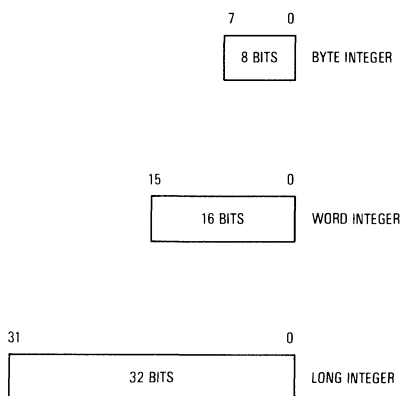 7 0
8 BITS BYTE INTEGER
15 0
16 BITS WORD INTEGER
31 0
32 BITS LONG INTEGER